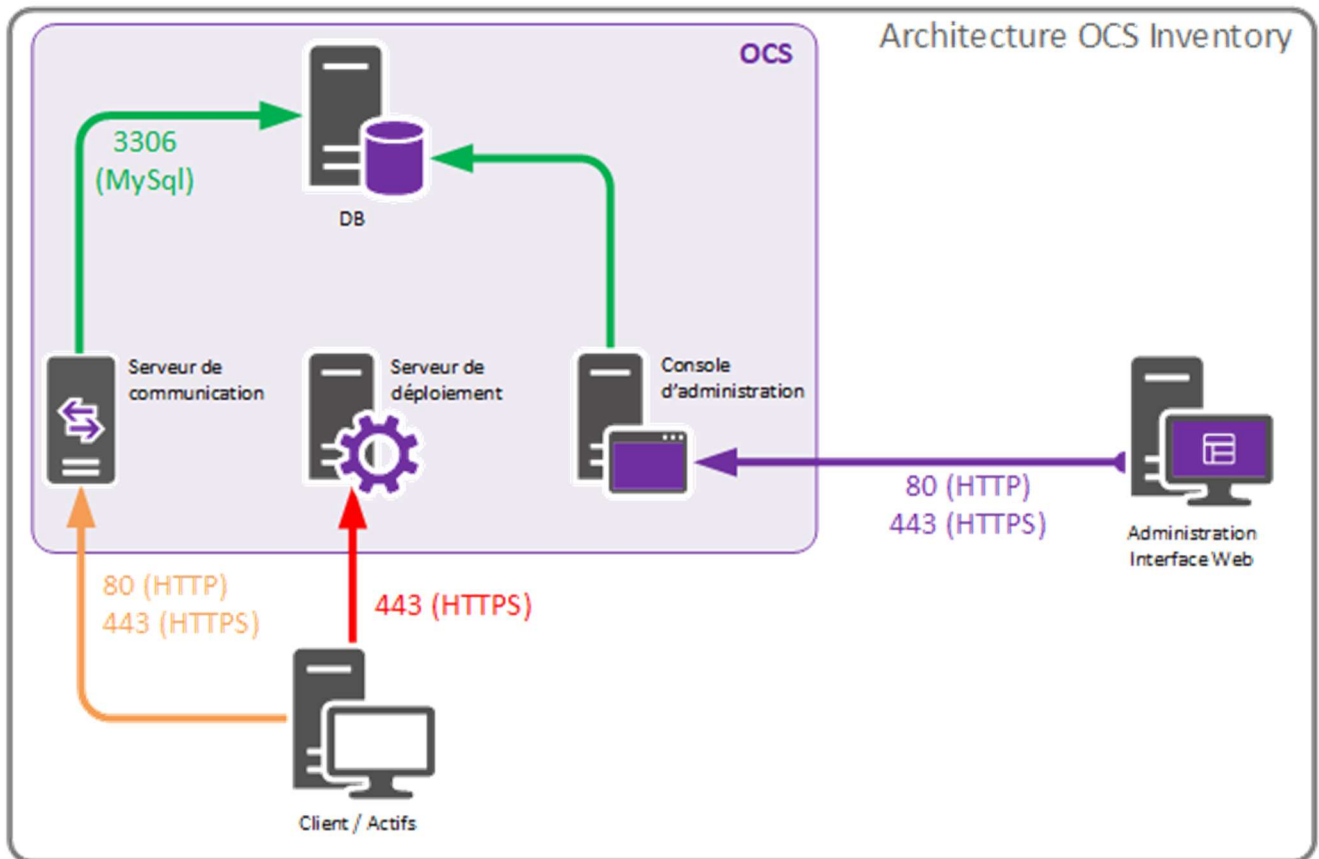 Architecture OCS Inventory
OCS
3306
(MySql)
DB
Serveur de
communication
Serveur de
déploiement
Console
d'administration
80 (HTTP)
443 (HTTPS)
Administration
Interface Web
80 (HTTP)
443 (HTTPS)
443 (HTTPS)
Client / Actifs